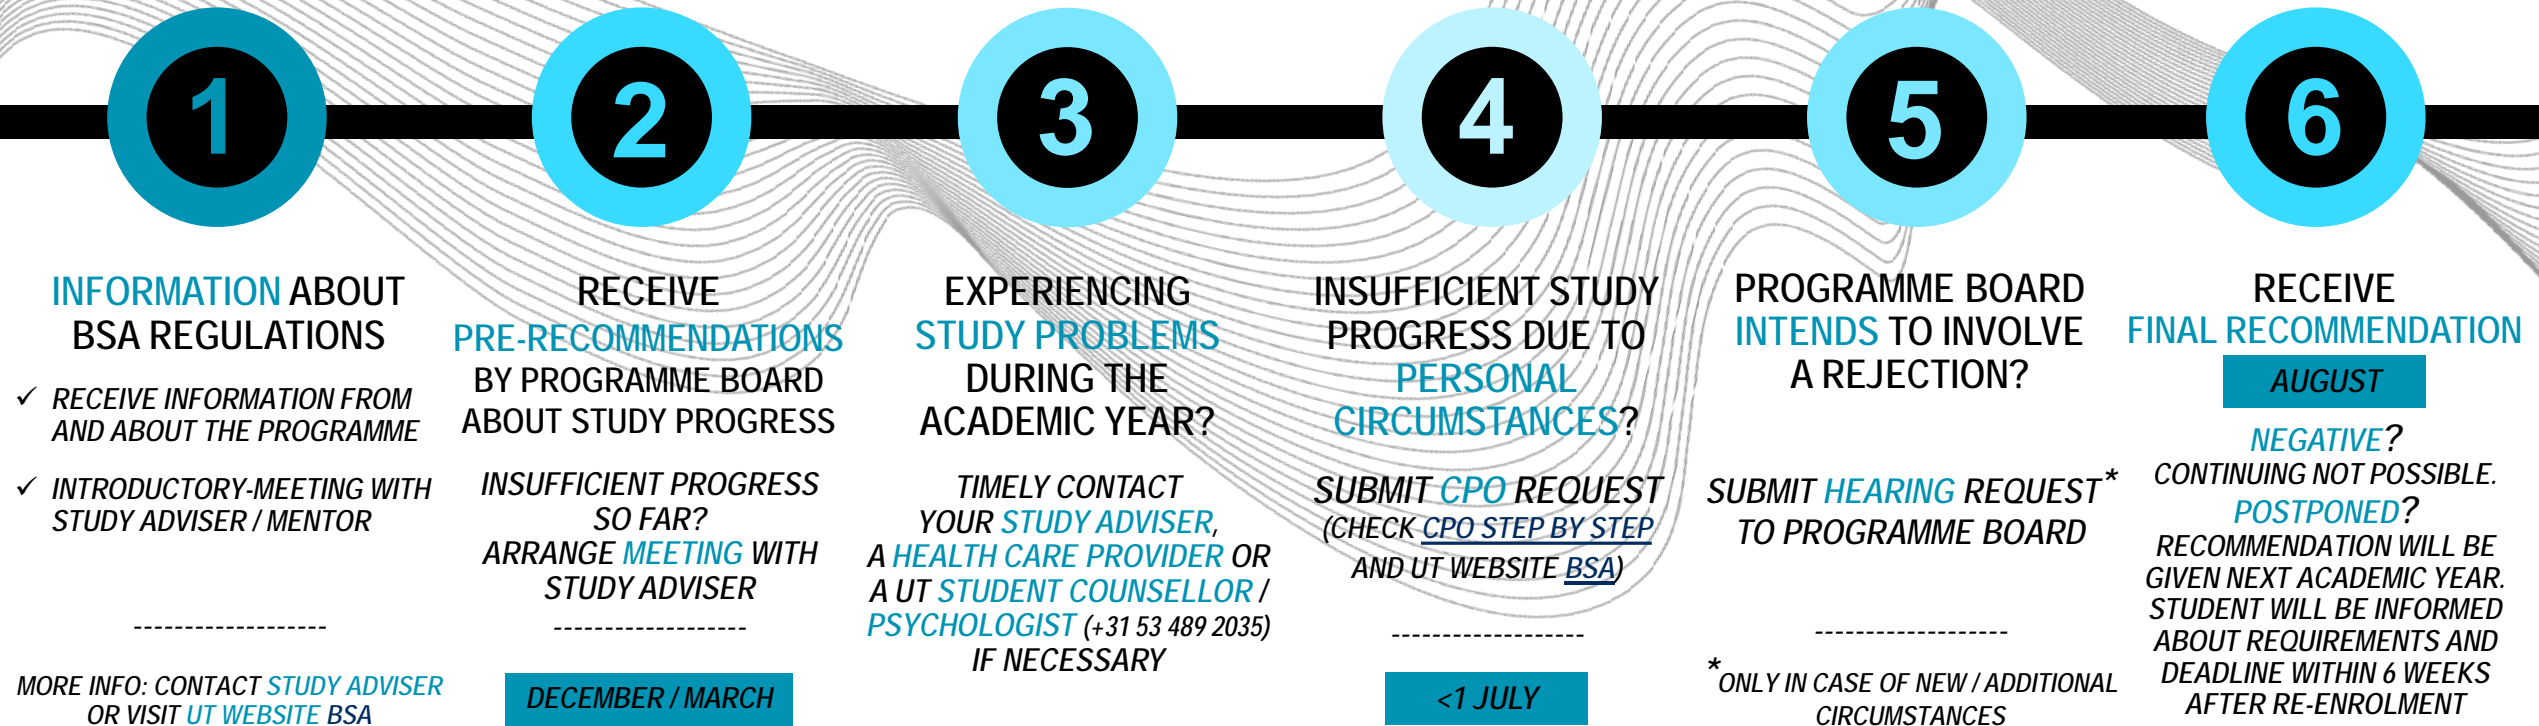 1
INFORMATION ABOUT
BSA REGULATIONS
✓ RECEIVE INFORMATION FROM
AND ABOUT THE PROGRAMME
✓ INTRODUCTORY-MEETING WITH
STUDY ADVISER / MENTOR
-------------------
MORE INFO: CONTACT STUDY ADVISER
OR VISIT UT WEBSITE BSA
2
RECEIVE
PRE-RECOMMENDATIONS
BY PROGRAMME BOARD
ABOUT STUDY PROGRESS
INSUFFICIENT PROGRESS
SO FAR?
ARRANGE MEETING WITH
STUDY ADVISER
-------------------
DECEMBER / MARCH
3
EXPERIENCING
STUDY PROBLEMS
DURING THE
ACADEMIC YEAR?
TIMELY CONTACT
YOUR STUDY ADVISER,
A HEALTH CARE PROVIDER OR
A UT STUDENT COUNSELLOR /
PSYCHOLOGIST (+31 53 489 2035)
IF NECESSARY
4
INSUFFICIENT STUDY
PROGRESS DUE TO
PERSONAL
CIRCUMSTANCES?
SUBMIT CPO REQUEST
(CHECK CPO STEP BY STEP
AND UT WEBSITE BSA)
-------------------
<1 JULY
5
PROGRAMME BOARD
INTENDS TO INVOLVE
A REJECTION?
SUBMIT HEARING REQUEST*
TO PROGRAMME BOARD
-------------------
*ONLY IN CASE OF NEW / ADDITIONAL
CIRCUMSTANCES
6
RECEIVE
FINAL RECOMMENDATION
AUGUST
NEGATIVE?
CONTINUING NOT POSSIBLE.
POSTPONED?
RECOMMENDATION WILL BE
GIVEN NEXT ACADEMIC YEAR.
STUDENT WILL BE INFORMED
ABOUT REQUIREMENTS AND
DEADLINE WITHIN 6 WEEKS
AFTER RE-ENROLMENT